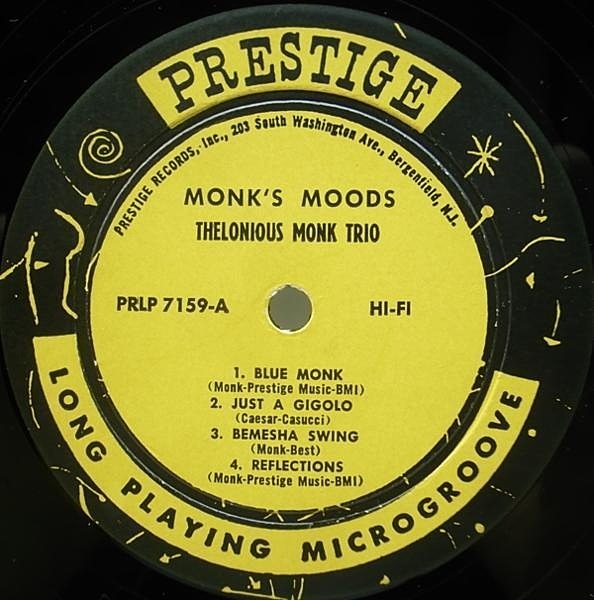 PRESTIGE
PRESTIGE RECORDS, Inc., 203 South Washington Ave., Bergenfield, N.J.
MONK'S MOODS
THELONIOUS MONK TRIO
PRLP 7159-A HI-FI
1. BLUE MONK
(Monk-Prestige Music-BMI)
2. JUST A GIGOLO
(Caesar-Casucci)
3. BEMESHA SWING
(Monk-Best)
4. REFLECTIONS
(Monk-Prestige Music-BMI)
LONG PLAYING MICROGROOVE